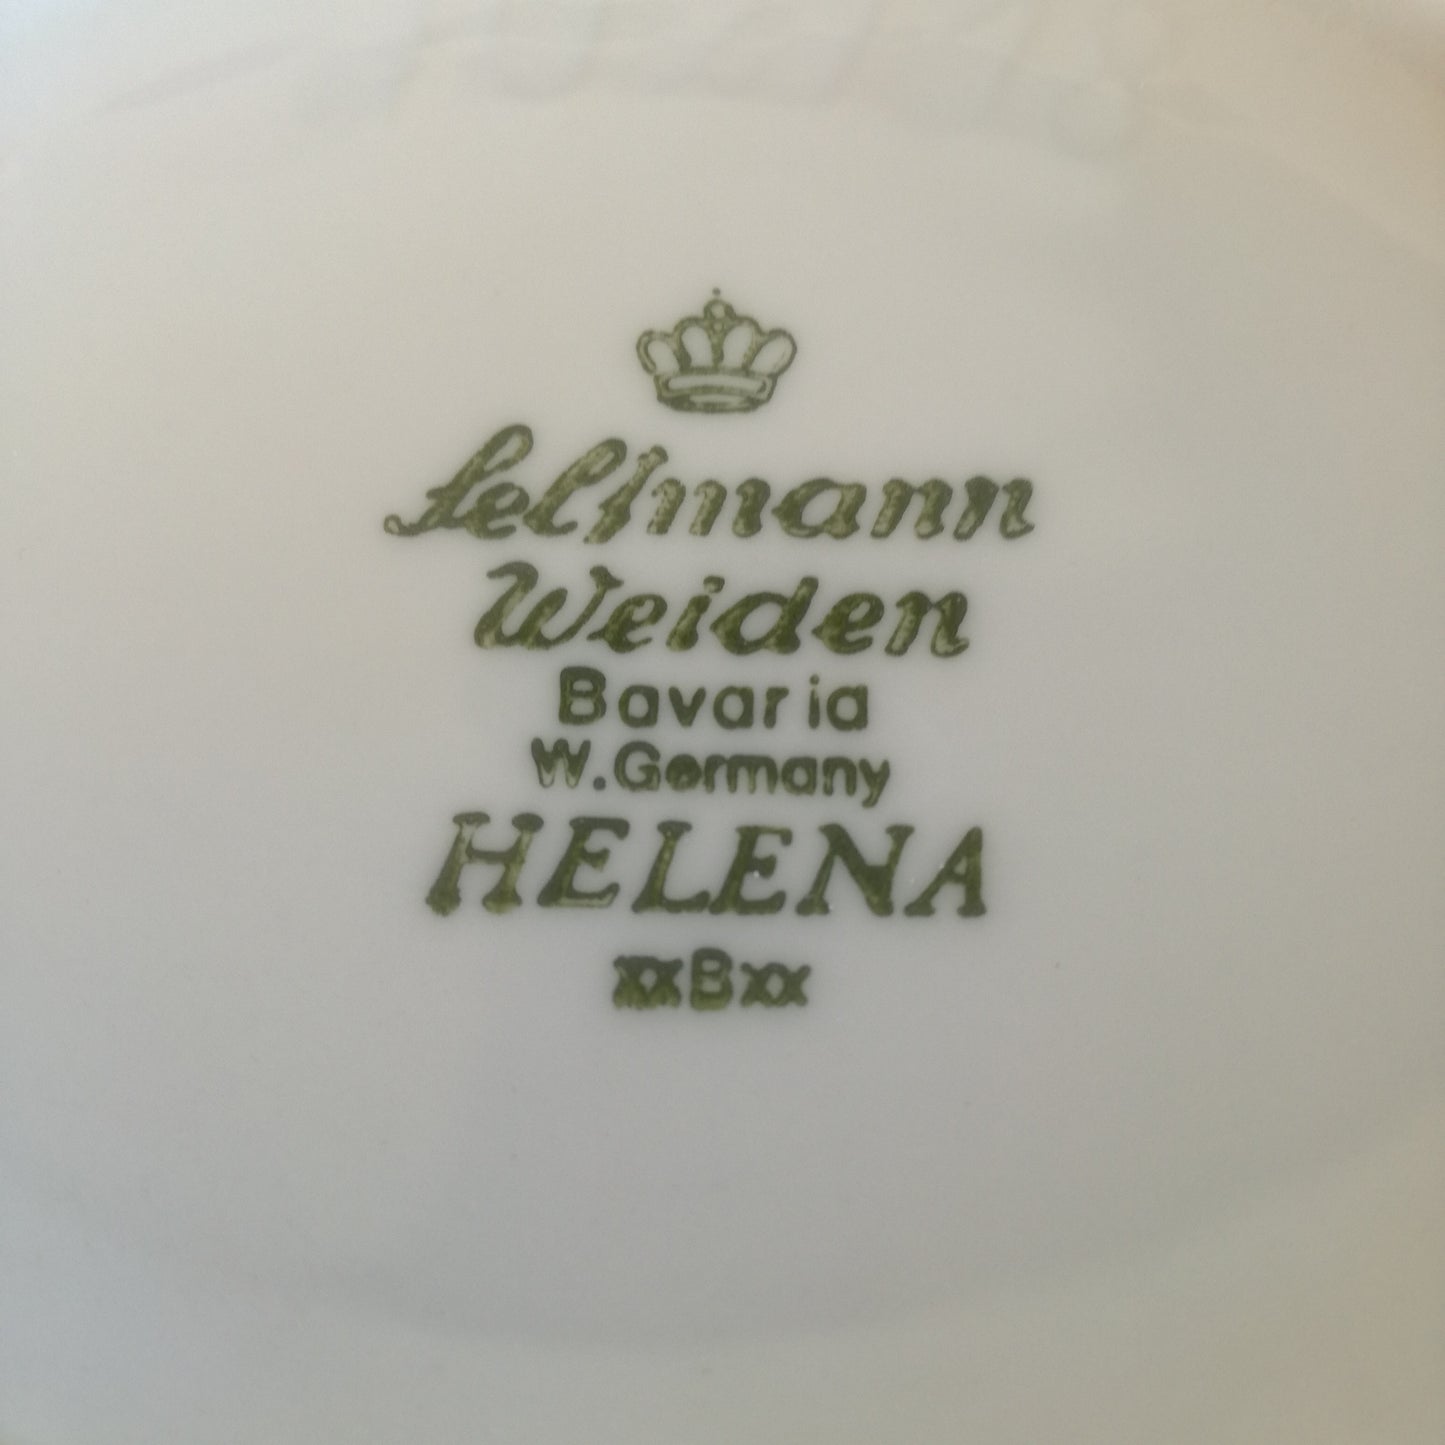 Seltmann
Weiden
Bavaria
W. Germany
HELENA
xxBxx